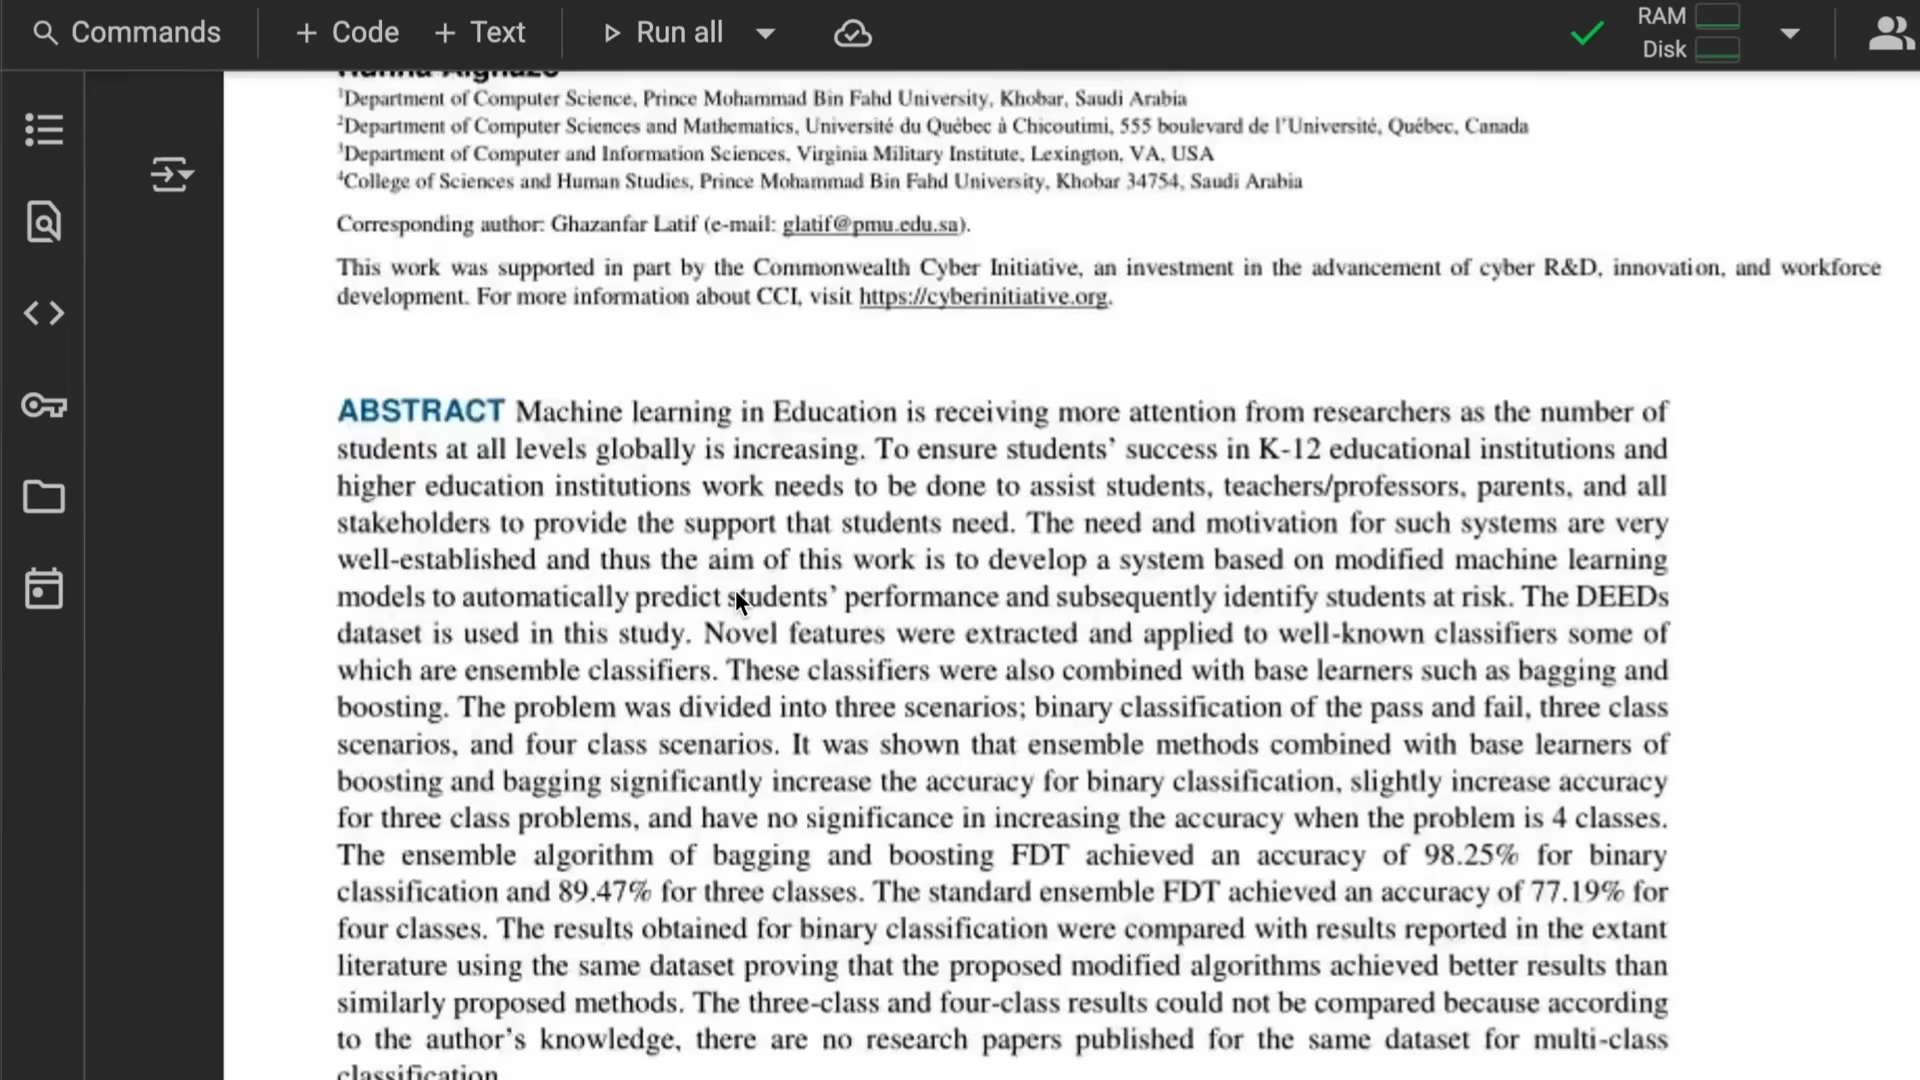 Commands
+ Code
+ Text
Run all
RAM
Disk
¹Department of Computer Science, Prince Mohammad Bin Fahd University, Khobar, Saudi Arabia
²Department of Computer Sciences and Mathematics, Université du Québec à Chicoutimi, 555 boulevard de l'Université, Québec, Canada
³Department of Computer and Information Sciences, Virginia Military Institute, Lexington, VA, USA
⁴College of Sciences and Human Studies, Prince Mohammad Bin Fahd University, Khobar 34754, Saudi Arabia
Corresponding author: Ghazanfar Latif (e-mail: glatif@pmu.edu.sa).
This work was supported in part by the Commonwealth Cyber Initiative, an investment in the advancement of cyber R&D, innovation, and workforce
development. For more information about CCI, visit https://cyberinitiative.org.
ABSTRACT Machine learning in Education is receiving more attention from researchers as the number of
students at all levels globally is increasing. To ensure students' success in K-12 educational institutions and
higher education institutions work needs to be done to assist students, teachers/professors, parents, and all
stakeholders to provide the support that students need. The need and motivation for such systems are very
well-established and thus the aim of this work is to develop a system based on modified machine learning
models to automatically predict students' performance and subsequently identify students at risk. The DEEDs
dataset is used in this study. Novel features were extracted and applied to well-known classifiers some of
which are ensemble classifiers. These classifiers were also combined with base learners such as bagging and
boosting. The problem was divided into three scenarios; binary classification of the pass and fail, three class
scenarios, and four class scenarios. It was shown that ensemble methods combined with base learners of
boosting and bagging significantly increase the accuracy for binary classification, slightly increase accuracy
for three class problems, and have no significance in increasing the accuracy when the problem is 4 classes.
The ensemble algorithm of bagging and boosting FDT achieved an accuracy of 98.25% for binary
classification and 89.47% for three classes. The standard ensemble FDT achieved an accuracy of 77.19% for
four classes. The results obtained for binary classification were compared with results reported in the extant
literature using the same dataset proving that the proposed modified algorithms achieved better results than
similarly proposed methods. The three-class and four-class results could not be compared because according
to the author's knowledge, there are no research papers published for the same dataset for multi-class
classification.